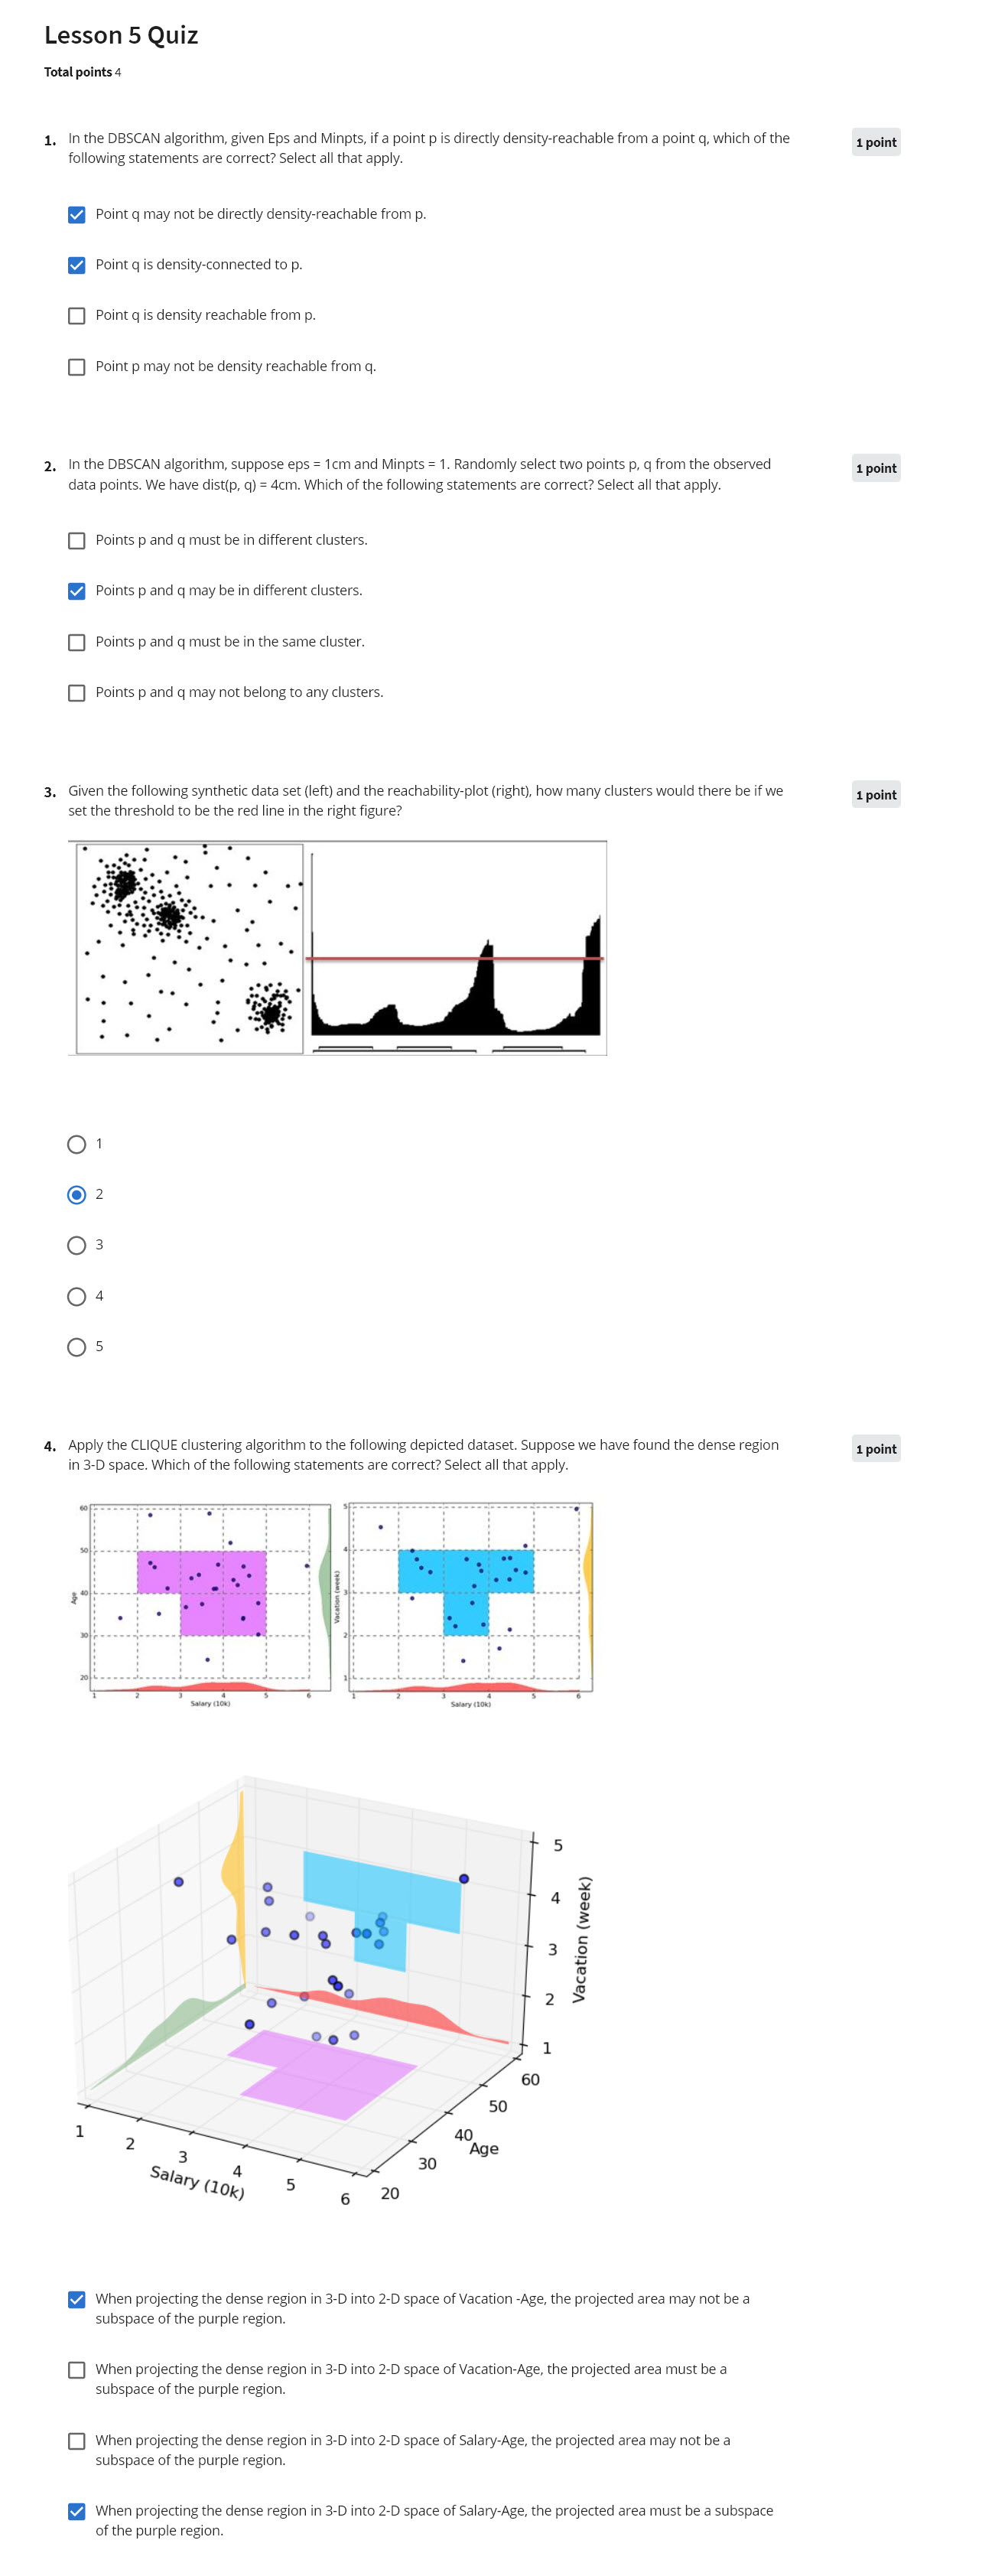 Lesson 5 Quiz
Total points 4
1. In the DBSCAN algorithm, given Eps and Minpts, if a point p is directly density-reachable from a point q, which of the
following statements are correct? Select all that apply.
1 point
Point q may not be directly density-reachable from p.
Point q is density-connected to p.
Point q is density reachable from p.
Point p may not be density reachable from q.
2. In the DBSCAN algorithm, suppose eps = 1cm and Minpts = 1. Randomly select two points p, q from the observed
data points. We have dist(p, q) = 4cm. Which of the following statements are correct? Select all that apply.
1 point
Points p and q must be in different clusters.
Points p and q may be in different clusters.
Points p and q must be in the same cluster.
Points p and q may not belong to any clusters.
3. Given the following synthetic data set (left) and the reachability-plot (right), how many clusters would there be if we
set the threshold to be the red line in the right figure?
1 point
1
2
3
4
5
4. Apply the CLIQUE clustering algorithm to the following depicted dataset. Suppose we have found the dense region
in 3-D space. Which of the following statements are correct? Select all that apply.
1 point
60
50
40
30
20
Age
1 2 3 4 5 6
Salary (10k)
5
4
3
2
1
Vacation (week)
1 2 3 4 5 6
Salary (10k)
5
4
3
2
1
Vacation (week)
60
50
40
30
20
Age
1
2
3
4
5
6
Salary (10k)
When projecting the dense region in 3-D into 2-D space of Vacation -Age, the projected area may not be a
subspace of the purple region.
When projecting the dense region in 3-D into 2-D space of Vacation-Age, the projected area must be a
subspace of the purple region.
When projecting the dense region in 3-D into 2-D space of Salary-Age, the projected area may not be a
subspace of the purple region.
When projecting the dense region in 3-D into 2-D space of Salary-Age, the projected area must be a subspace
of the purple region.